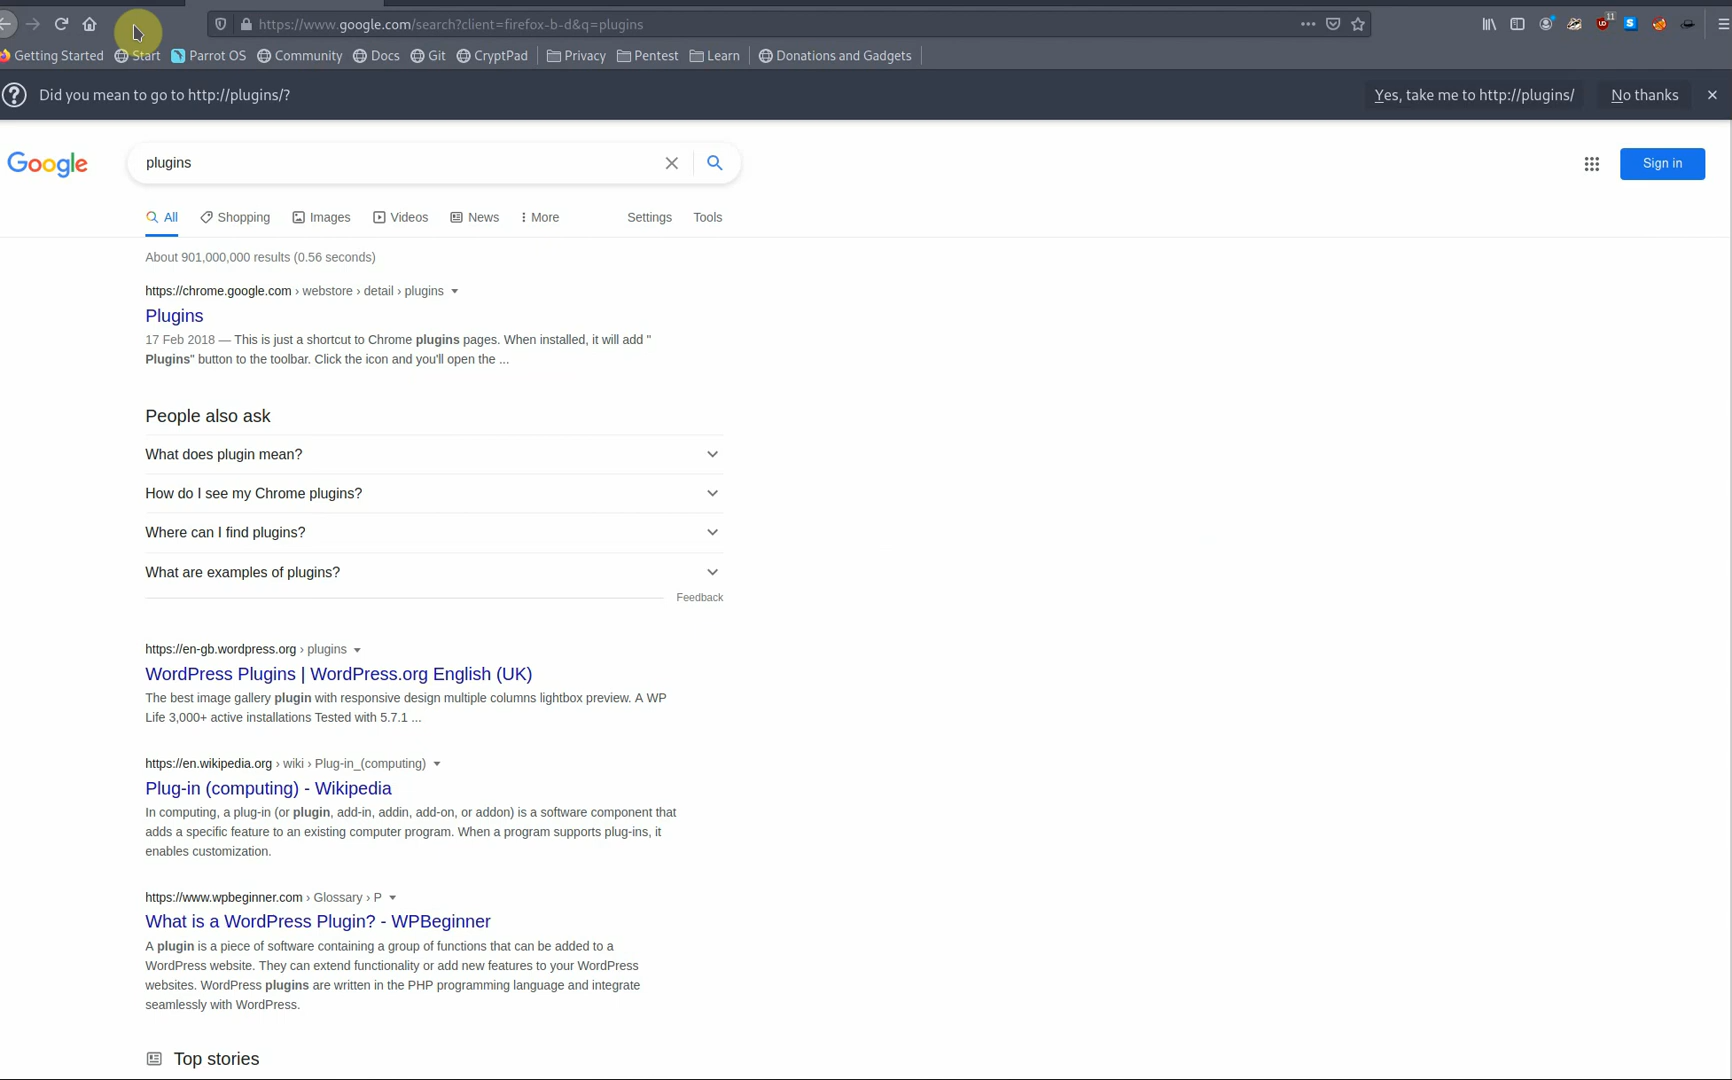 https://www.google.com/search?client=firefox-b-d&q=plugins
11
Getting Started Start Parrot OS Community Docs Git CryptPad Privacy Pentest Learn Donations and Gadgets
Did you mean to go to http://plugins/? Yes, take me to http://plugins/ No thanks
Google plugins Sign in
All Shopping Images Videos News More Settings Tools
About 901,000,000 results (0.56 seconds)
https://chrome.google.com › webstore › detail › plugins
Plugins
17 Feb 2018 — This is just a shortcut to Chrome plugins pages. When installed, it will add "
Plugins" button to the toolbar. Click the icon and you'll open the ...
People also ask
What does plugin mean?
How do I see my Chrome plugins?
Where can I find plugins?
What are examples of plugins?
Feedback
https://en-gb.wordpress.org › plugins
WordPress Plugins | WordPress.org English (UK)
The best image gallery plugin with responsive design multiple columns lightbox preview. A WP
Life 3,000+ active installations Tested with 5.7.1 ...
https://en.wikipedia.org › wiki › Plug-in_(computing)
Plug-in (computing) - Wikipedia
In computing, a plug-in (or plugin, add-in, addin, add-on, or addon) is a software component that
adds a specific feature to an existing computer program. When a program supports plug-ins, it
enables customization.
https://www.wpbeginner.com › Glossary › P
What is a WordPress Plugin? - WPBeginner
A plugin is a piece of software containing a group of functions that can be added to a
WordPress website. They can extend functionality or add new features to your WordPress
websites. WordPress plugins are written in the PHP programming language and integrate
seamlessly with WordPress.
Top stories